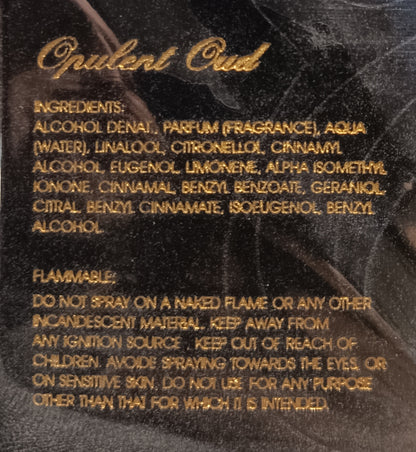 Opulent Oud
INGREDIENTS:
ALCOHOL DENAT., PARFUM (FRAGRANCE), AQUA
(WATER), LINALOOL, CITRONELLOL, CINNAMYL
ALCOHOL, EUGENOL, LIMONENE, ALPHA ISOMETHYL
IONONE, CINNAMAL, BENZYL BENZOATE, GERANIOL,
CITRAL, BENZYL CINNAMATE, ISOEUGENOL, BENZYL
ALCOHOL
FLAMMABLE:
DO NOT SPRAY ON A NAKED FLAME OR ANY OTHER
INCANDESCENT MATERIAL. KEEP AWAY FROM
ANY IGNITION SOURCE . KEEP OUT OF REACH OF
CHILDREN. AVOIDE SPRAYING TOWARDS THE EYES, OR
ON SENSITIVE SKIN, DO NOT USE FOR ANY PURPOSE
OTHER THAN THAT FOR WHICH IT IS INTENDED.